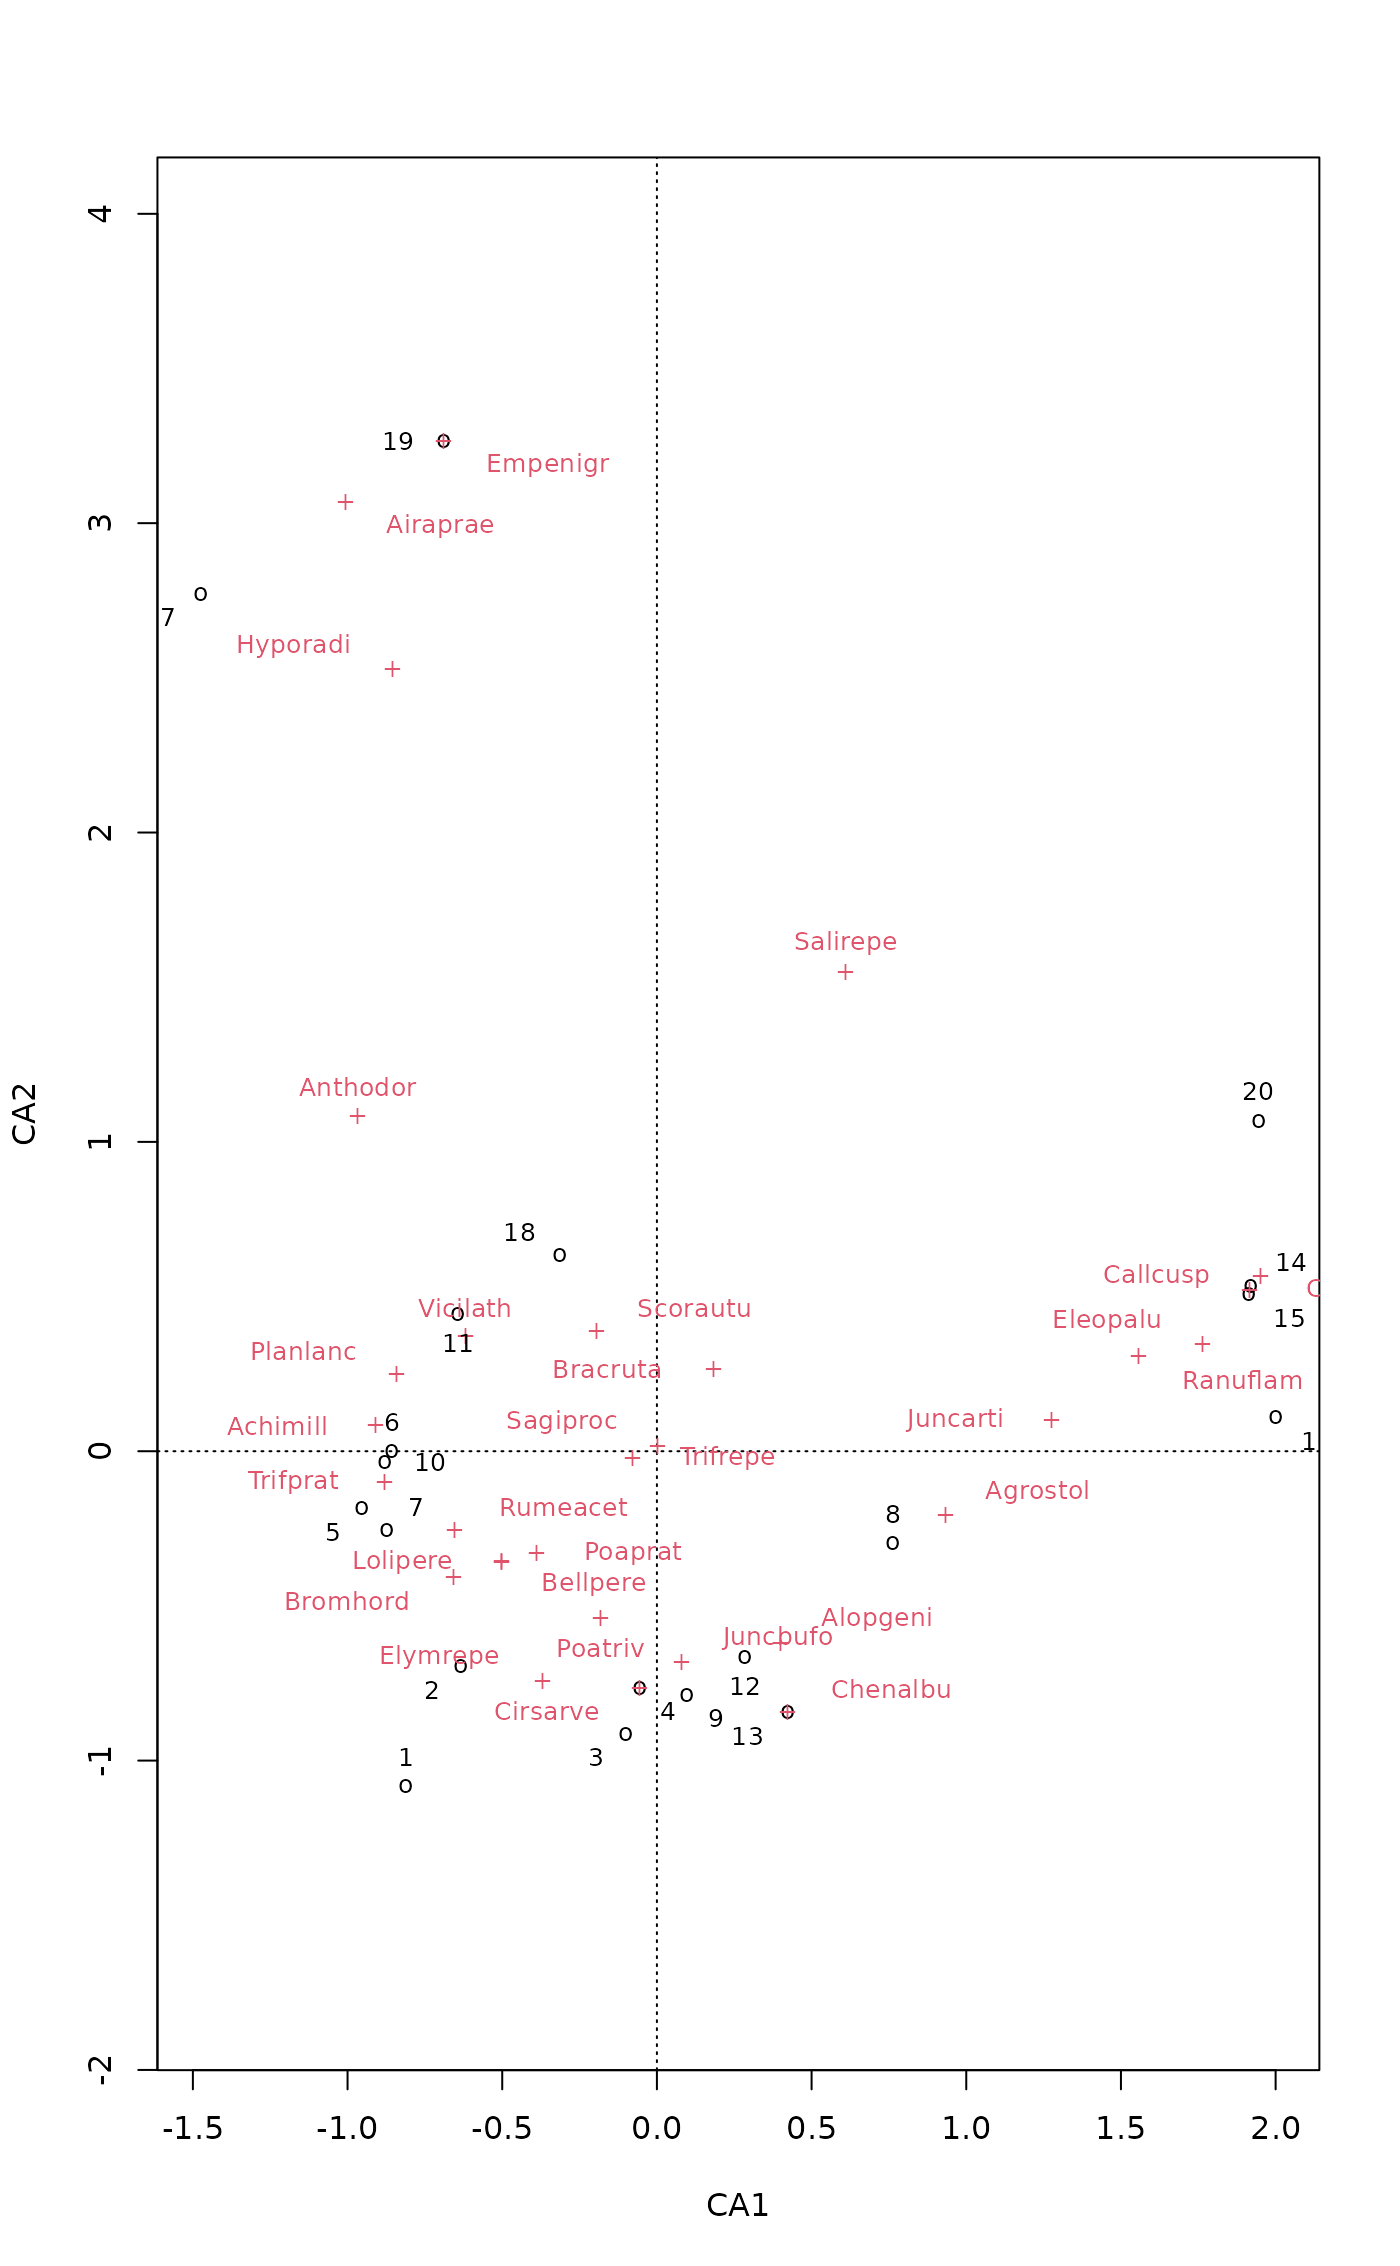 4
19
Empenigr
3
Airaprae
7
Hyporadi
2
Salirepe
Anthodor
20
CA2
1
18
14
Callcusp
C
Vicilath
Scorautu
15
Eleopalu
11
Planlanc
Bracruta
Ranuflam
6
Achimill
Sagiproc
Juncarti
1
0
10
Trifrepe
Trifprat
Agrostol
7
Rumeacet
8
5
Lolipere
Poaprat
Bellpere
Bromhord
Alopgeni
Juncbufo
Elymrepe
Poatriv
2
12
Chenalbu
Cirsarve
4
9
13
-1
1
3
-2
-1.5 -1.0 -0.5 0.0 0.5 1.0 1.5 2.0
CA1